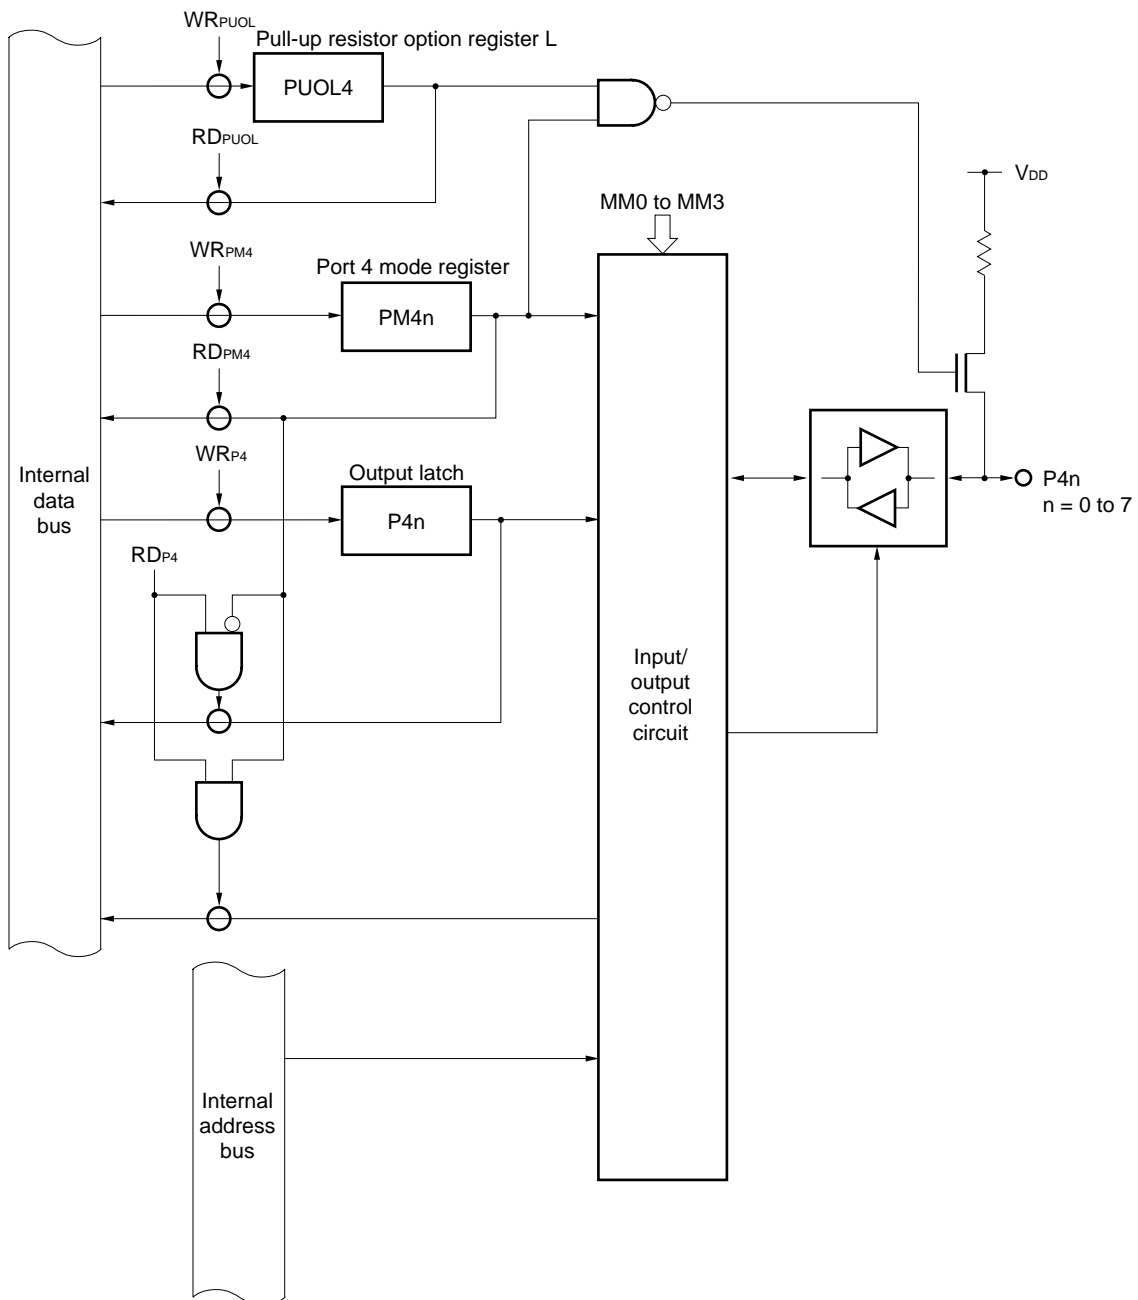 WRPUOL
Pull-up resistor option register L
PUOL4
RDPUOL
VDD
MM0 to MM3
WRPM4
Port 4 mode register
PM4n
RDPM4
WRP4
Output latch
P4n
Internal
data
bus
P4n
n = 0 to 7
RDP4
Input/
output
control
circuit
Internal
address
bus